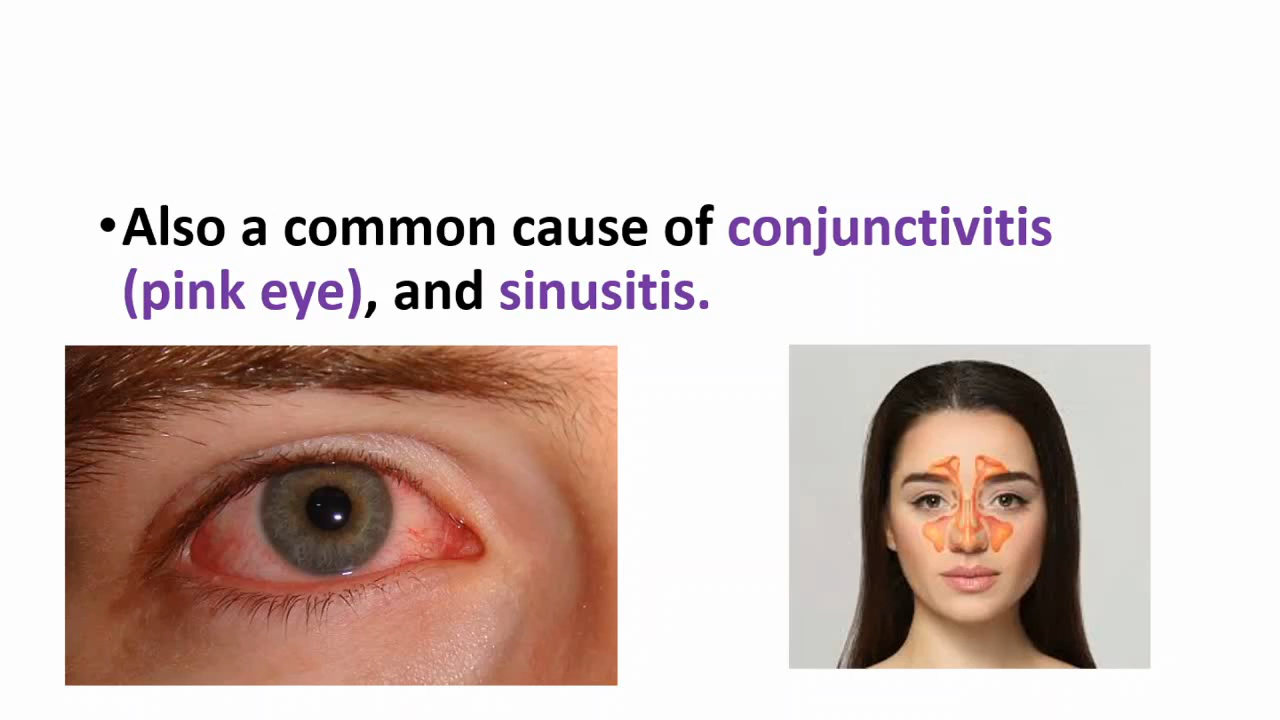 •Also a common cause of conjunctivitis
(pink eye), and sinusitis.